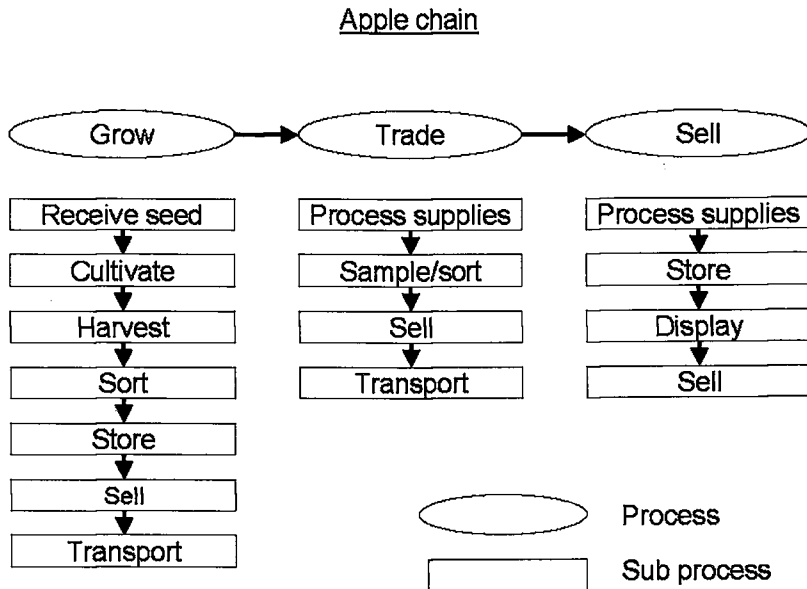 Apple chain
Grow
Trade
Sell
Receive seed
Cultivate
Harvest
Sort
Store
Sell
Transport
Process supplies
Sample/sort
Sell
Transport
Process supplies
Store
Display
Sell
Process
Sub process